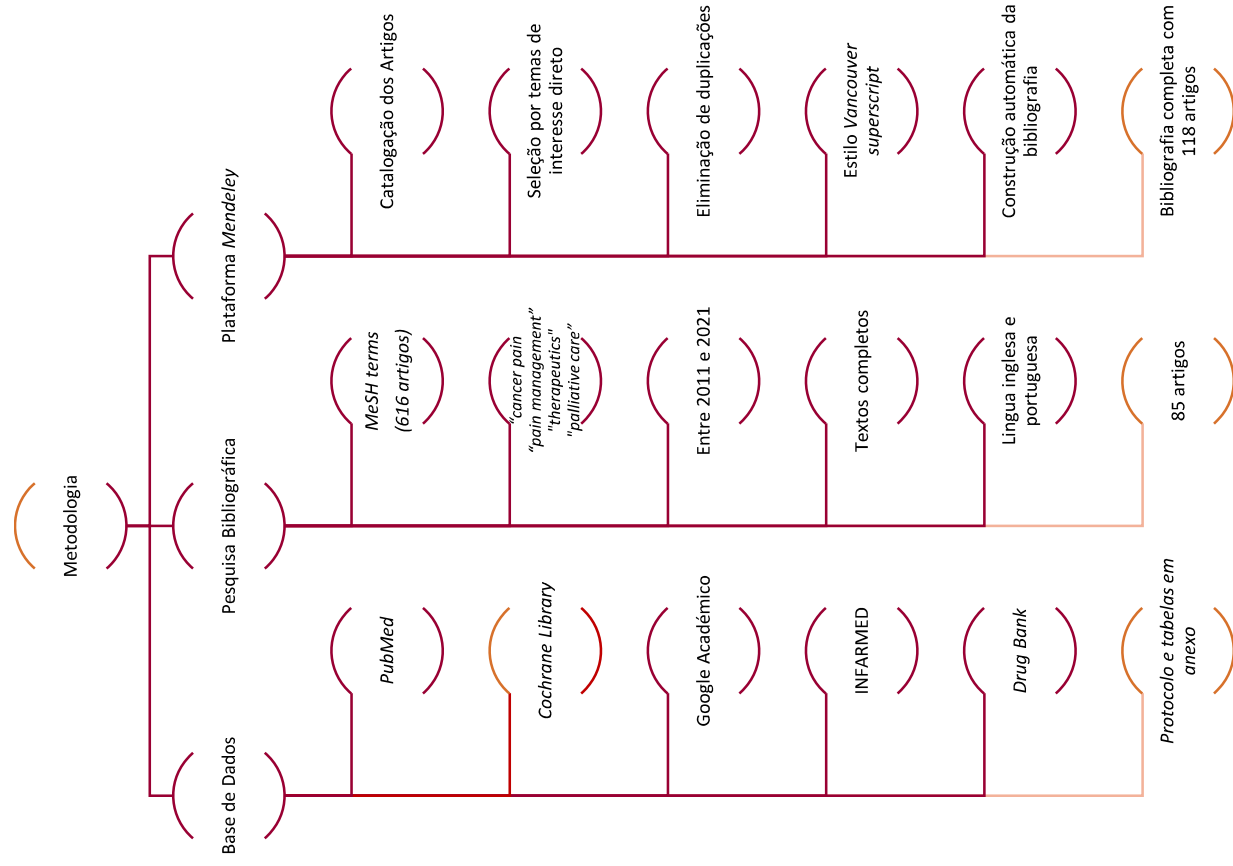 Metodologia
Base de Dados
PubMed
Cochrane Library
Google Académico
INFARMED
Drug Bank
Protocolo e tabelas em
anexo
Pesquisa Bibliográfica
MeSH terms
(616 artigos)
“cancer pain
“pain management”
"therapeutics"
"palliative care”
Entre 2011 e 2021
Textos completos
Lingua inglesa e
portuguesa
85 artigos
Plataforma Mendeley
Catalogação dos Artigos
Seleção por temas de
interesse direto
Eliminação de duplicações
Estilo Vancouver
superscript
Construção automática da
bibliografia
Bibliografia completa com
118 artigos